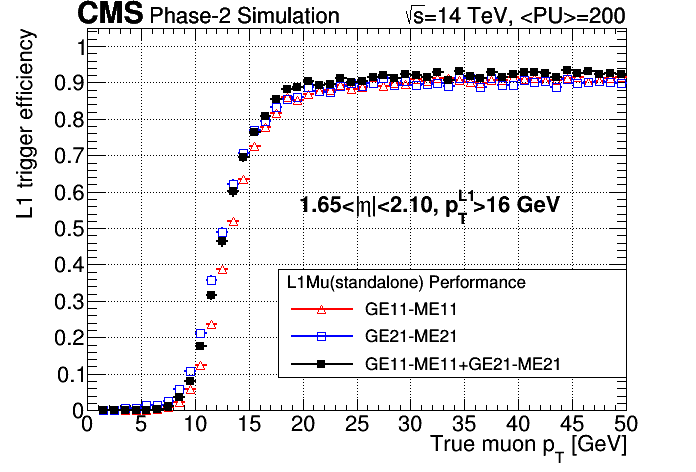 CMS Phase-2 Simulation √s=14 TeV, <PU>=200
L1 trigger efficiency
1
0.9
0.8
0.7
0.6
0.5
0.4
0.3
0.2
0.1
0
1.65<|η|<2.10, p_T^L1>16 GeV
L1Mu(standalone) Performance
GE11-ME11
GE21-ME21
GE11-ME11+GE21-ME21
0 5 10 15 20 25 30 35 40 45 50
True muon p_T [GeV]